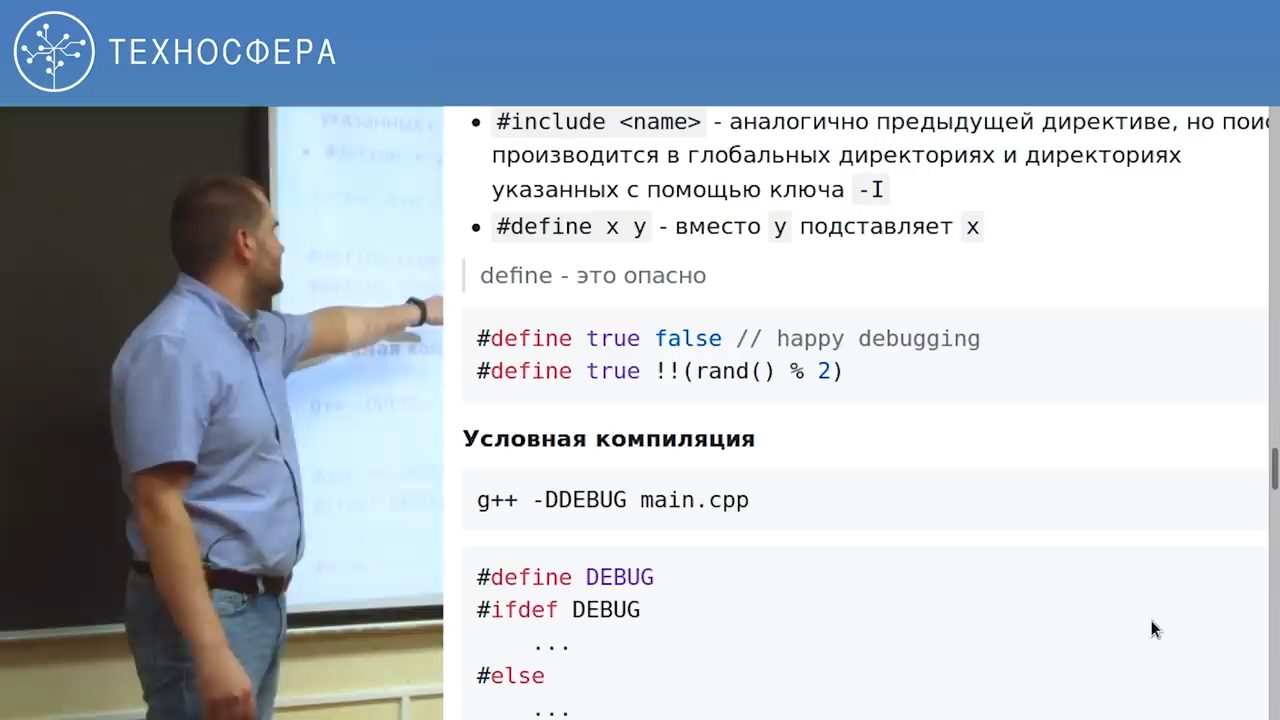 ТЕХНОСФЕРА
#include <name> - аналогично предыдущей директиве, но поис
производится в глобальных директориях и директориях
указанных с помощью ключа -I
#define x y - вместо y подставляет x
define - это опасно
#define true false // happy debugging
#define true !!(rand() % 2)
Условная компиляция
g++ -DDEBUG main.cpp
#define DEBUG
#ifdef DEBUG
...
#else
...